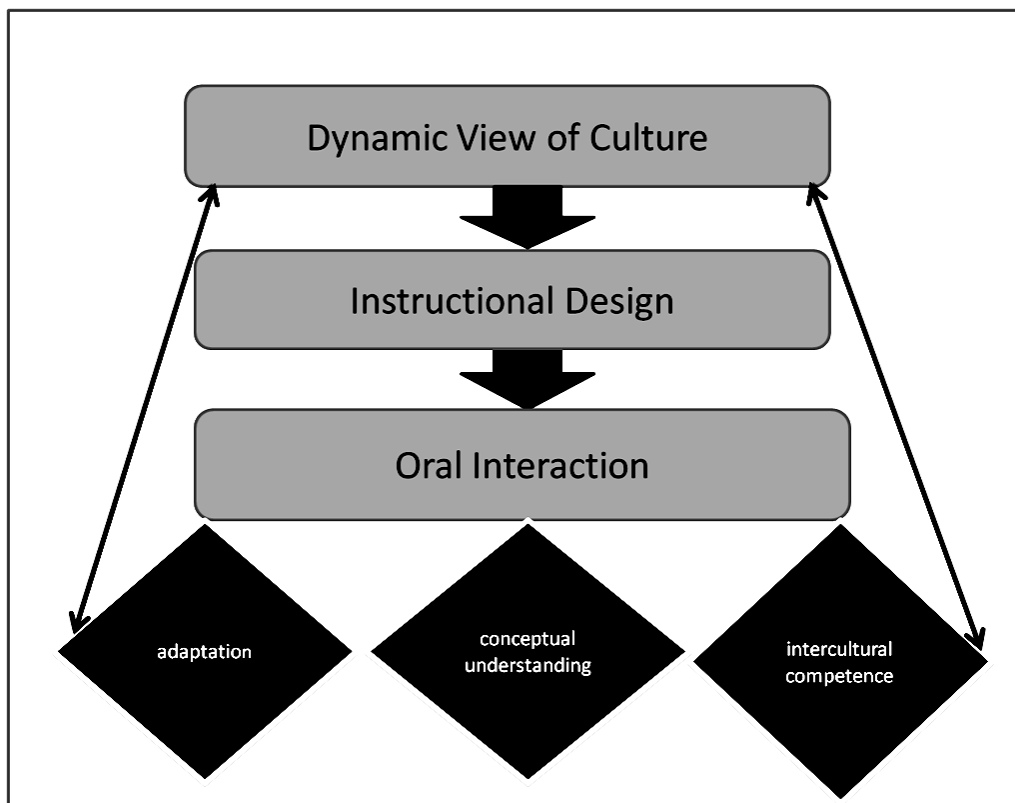 Dynamic View of Culture
Instructional Design
Oral Interaction
adaptation
conceptual
understanding
intercultural
competence